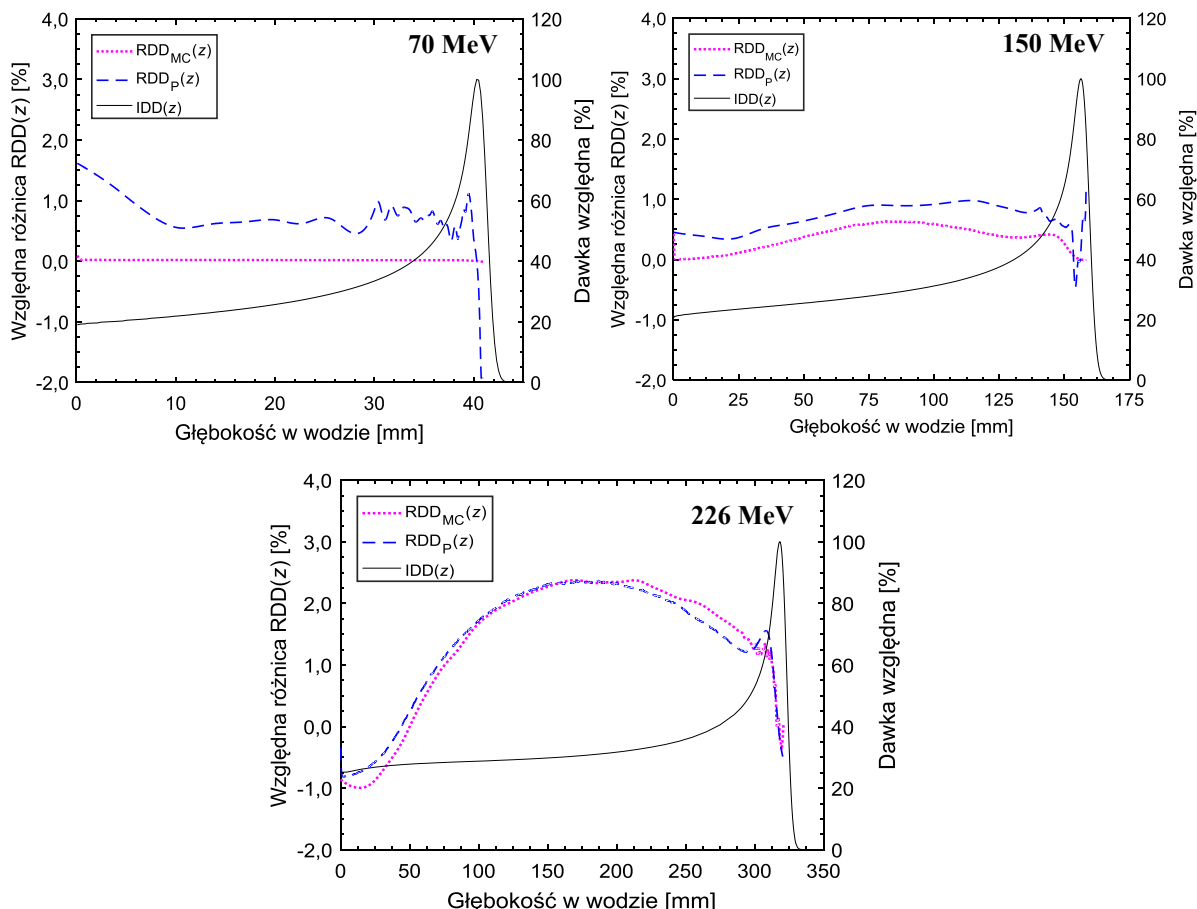 70 MeV
RDD_MC(z)
RDD_P(z)
IDD(z)
Względna różnica RDD(z) [%]
4,0
3,0
2,0
1,0
0,0
-1,0
-2,0
Dawka względna [%]
120
100
80
60
40
20
0
0 10 20 30 40
Głębokość w wodzie [mm]
150 MeV
RDD_MC(z)
RDD_P(z)
IDD(z)
Względna różnica RDD(z) [%]
4,0
3,0
2,0
1,0
0,0
-1,0
-2,0
Dawka względna [%]
120
100
80
60
40
20
0
0 25 50 75 100 125 150 175
Głębokość w wodzie [mm]
226 MeV
RDD_MC(z)
RDD_P(z)
IDD(z)
Względna różnica RDD(z) [%]
4,0
3,0
2,0
1,0
0,0
-1,0
-2,0
Dawka względną [%]
120
100
80
60
40
20
0
0 50 100 150 200 250 300 350
Głębokość w wodzie [mm]